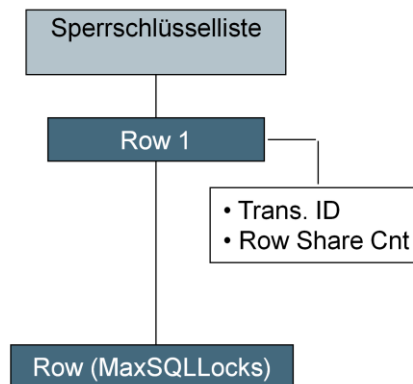 Sperrschlüsselliste
Row 1
• Trans. ID
• Row Share Cnt
Row (MaxSQLLocks)